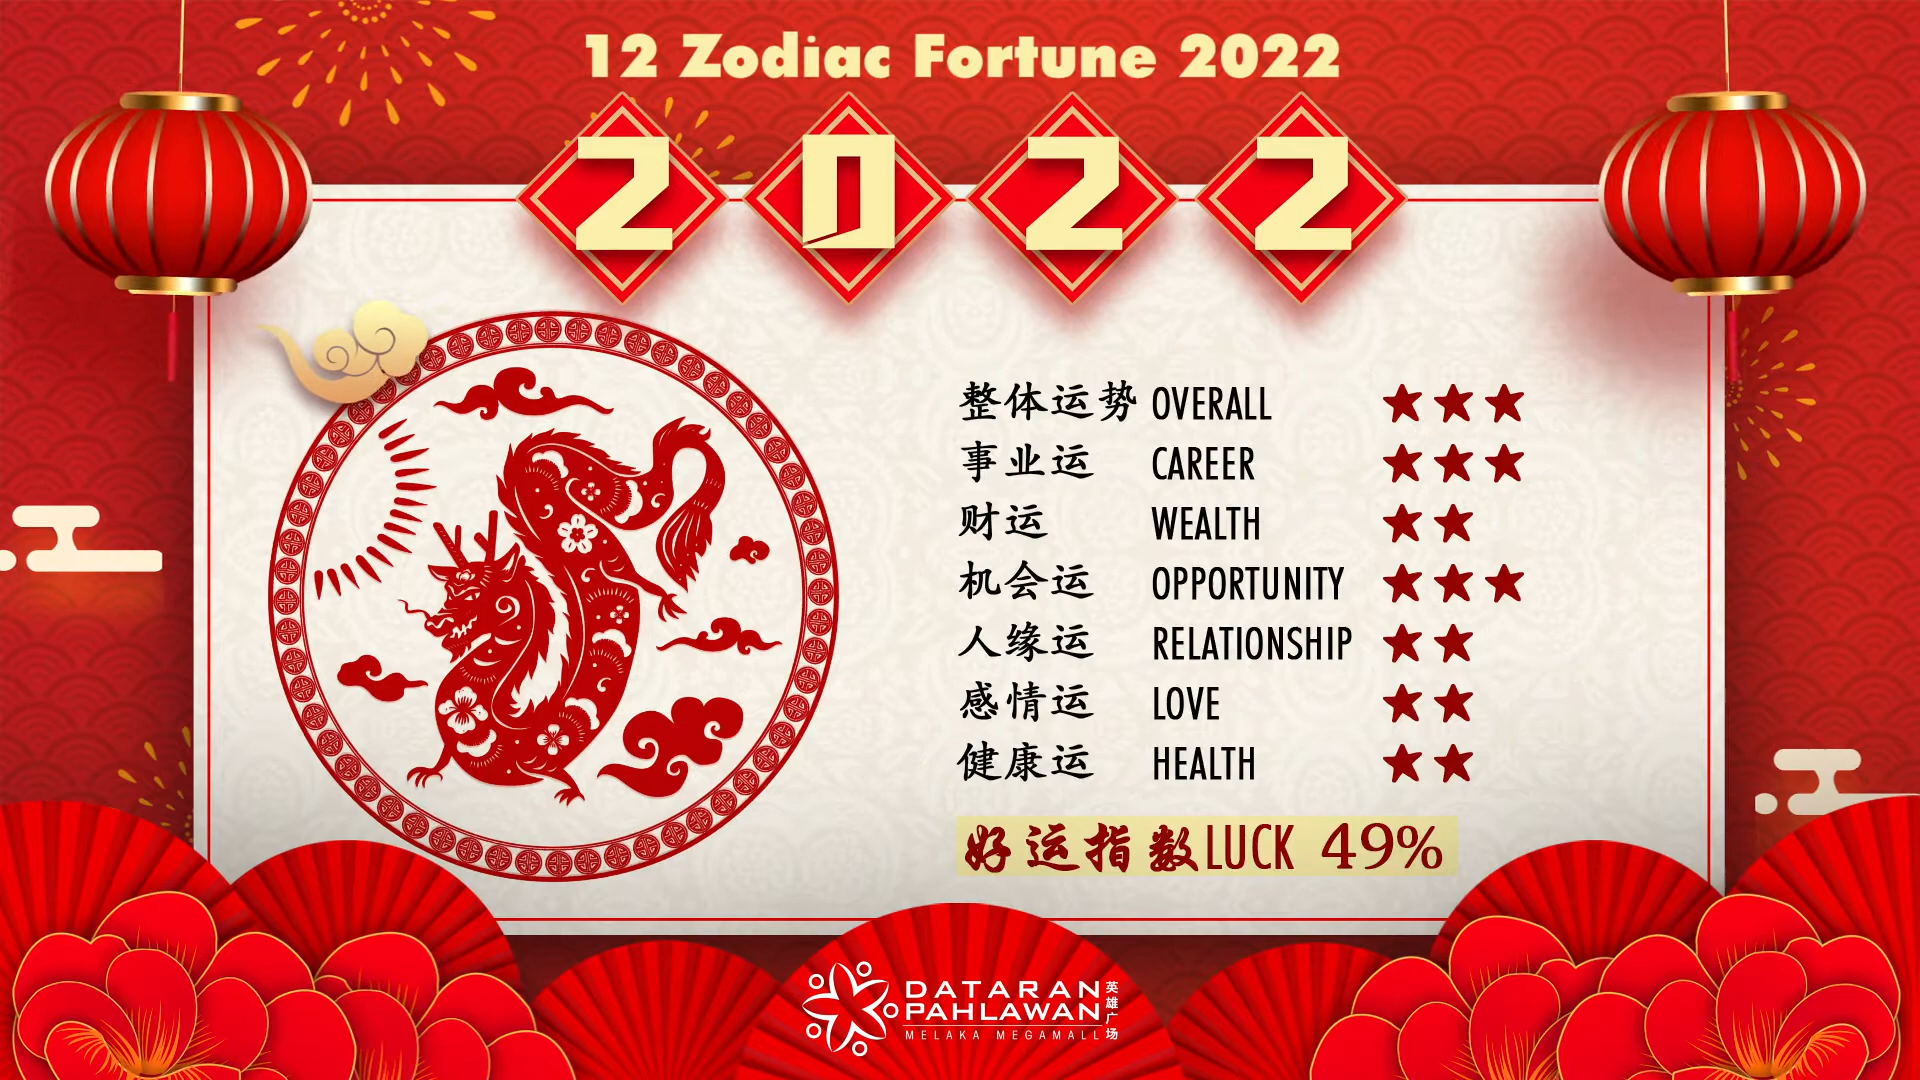 12 Zodiac Fortune 2022
2022
整体运势 OVERALL ★★★
事业运 CAREER ★★★
财运 WEALTH ★★
机会运 OPPORTUNITY ★★★
人缘运 RELATIONSHIP ★★
感情运 LOVE ★★
健康运 HEALTH ★★
好运指数 LUCK 49%
DATARAN
PAHLAWAN
MELAKA MEGAMALL
英雄广场